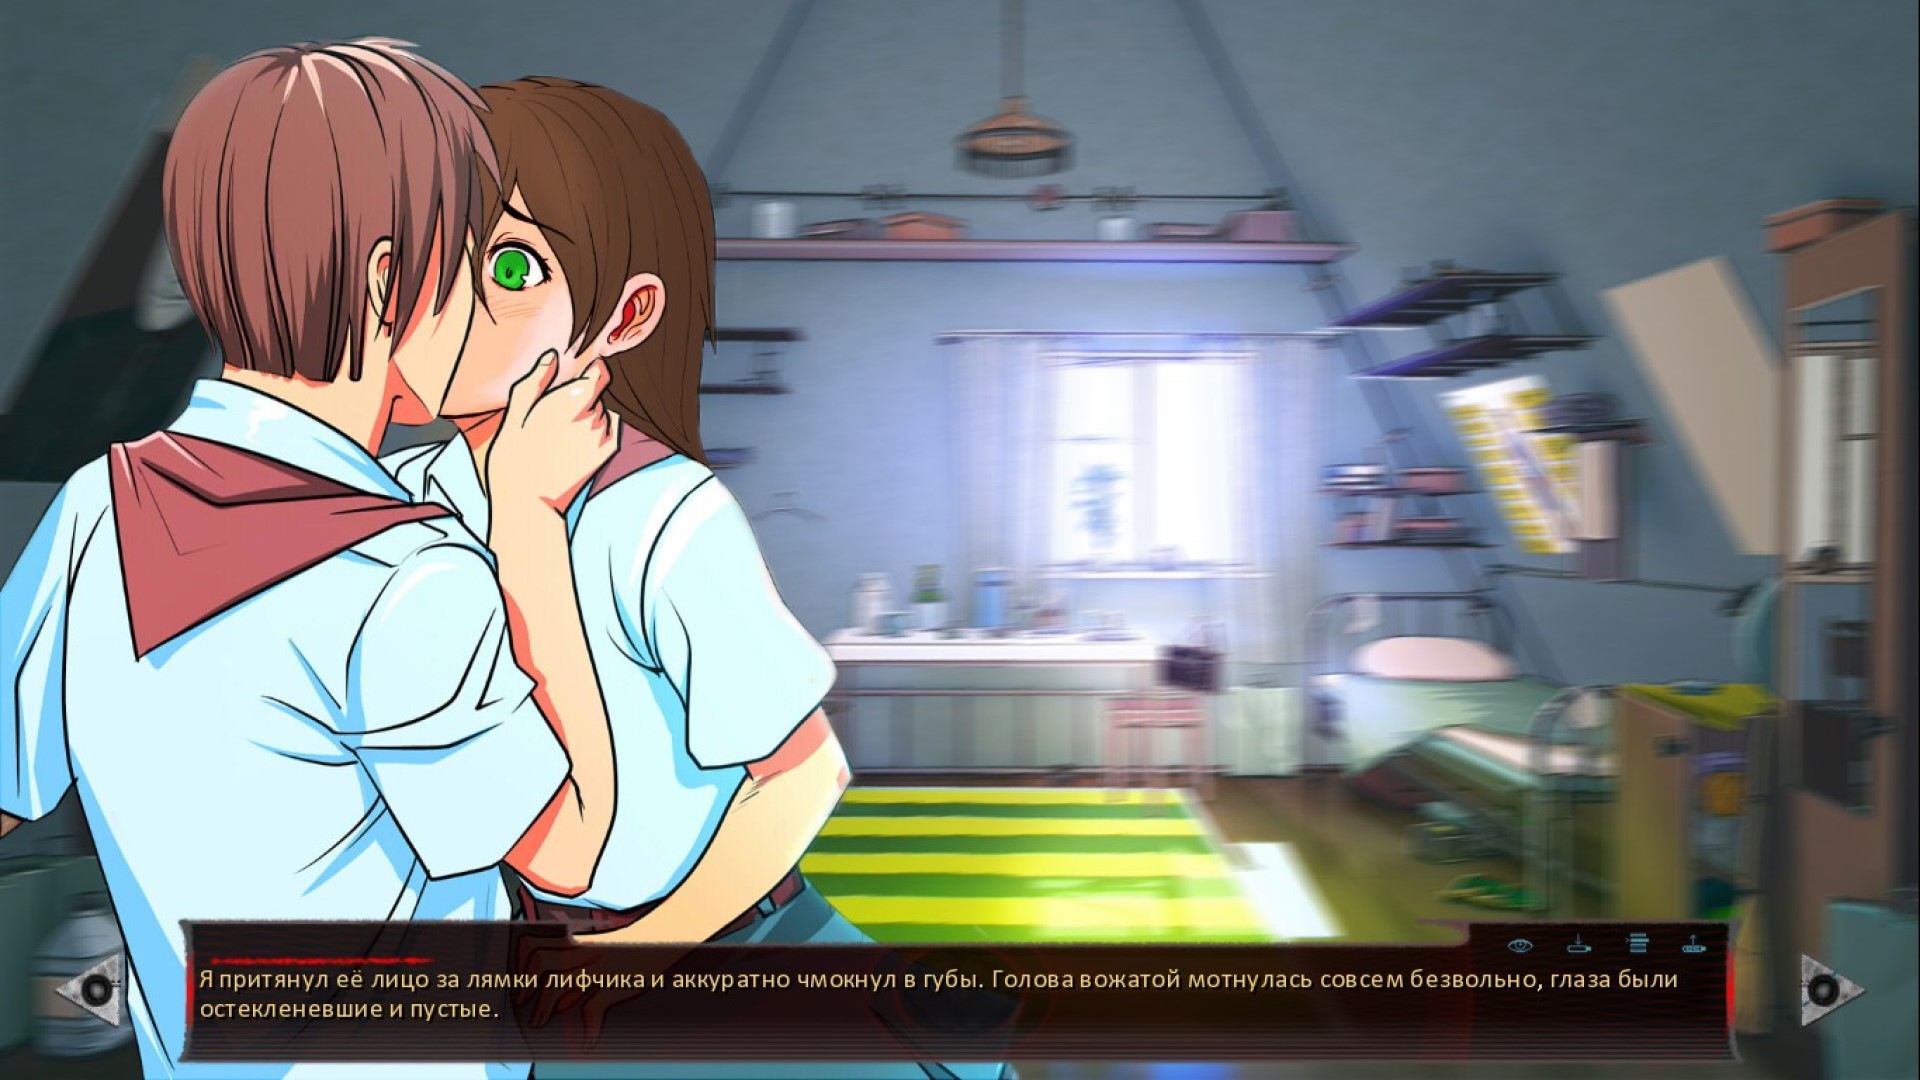 Я притянул её лицо за лямки лифчика и аккуратно чмокнул в губы. Голова вожатой мотнулась совсем безвольно, глаза были
остекленевшие и пустые.